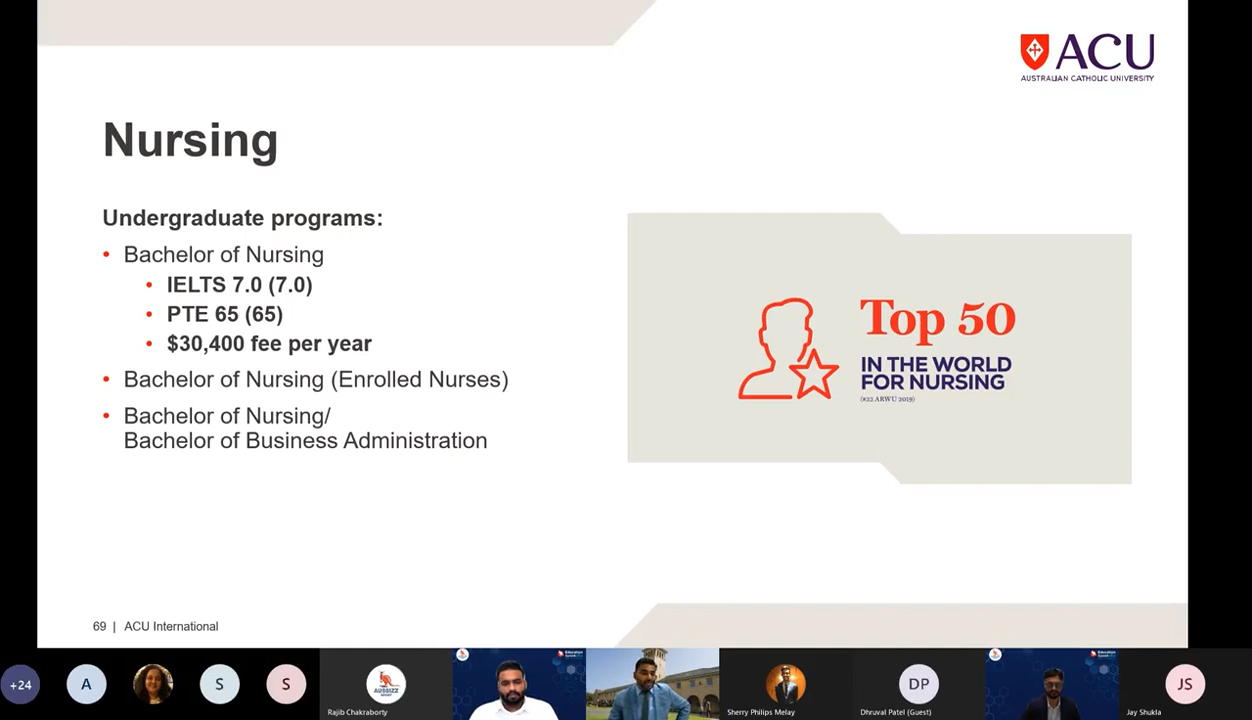 ACU
AUSTRALIAN CATHOLIC UNIVERSITY
Nursing
Undergraduate programs:
• Bachelor of Nursing
• IELTS 7.0 (7.0)
• PTE 65 (65)
• $30,400 fee per year
• Bachelor of Nursing (Enrolled Nurses)
• Bachelor of Nursing/
Bachelor of Business Administration
Top 50
IN THE WORLD
FOR NURSING
(#22 ARWU 2019)
69 | ACU International
+24
A
S
S
AUSSIZZ
Rajib Chakraborty
Sherry Philips Melay
DP
Dhruval Patel (Guest)
JS
Jay Shukla